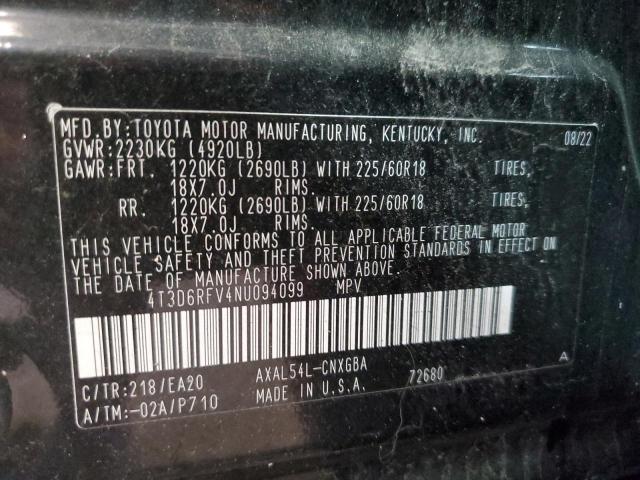 MFD. BY: TOYOTA MOTOR MANUFACTURING, KENTUCKY, INC. 08/22
GVWR: 2230KG (4920LB)
GAWR: FRT. 1220KG (2690LB) WITH 225/60R18 TIRES,
18X7.0J RIMS.
RR. 1220KG (2690LB) WITH 225/60R18 TIRES,
18X7.0J RIMS.
THIS VEHICLE CONFORMS TO ALL APPLICABLE FEDERAL MOTOR
VEHICLE SAFETY AND THEFT PREVENTION STANDARDS IN EFFECT ON
THE DATE OF MANUFACTURE SHOWN ABOVE.
4T3D6RFV4NU094099 MPV
C/TR: 218/EA20 AXAL54L-CNXGBA 72680 A
A/TM: -02A/P710 MADE IN U.S.A.